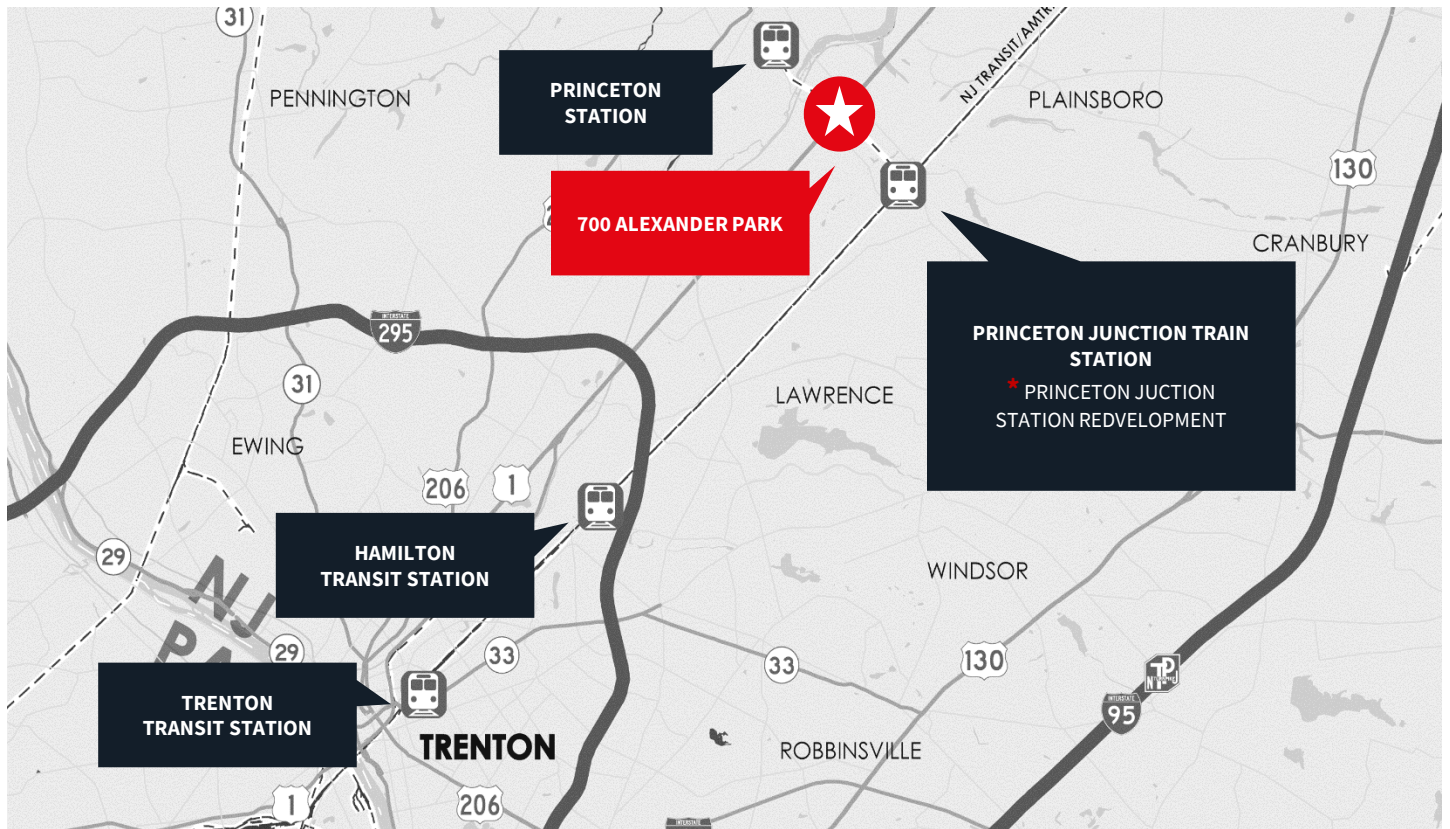 31
PENNINGTON
PRINCETON
STATION
NJ TRANSIT/AMTR
PLAINSBORO
130
700 ALEXANDER PARK
CRANBURY
INTERSTATE
295
31
PRINCETON JUNCTION TRAIN
STATION
* PRINCETON JUCTION
STATION REDVELOPMENT
LAWRENCE
EWING
206
1
HAMILTON
TRANSIT STATION
29
NJ
PA
WINDSOR
29
33
33
130
TRENTON
TRANSIT STATION
INTERSTATE
95
TRENTON
ROBBINSVILLE
1
206
INTERSTATE